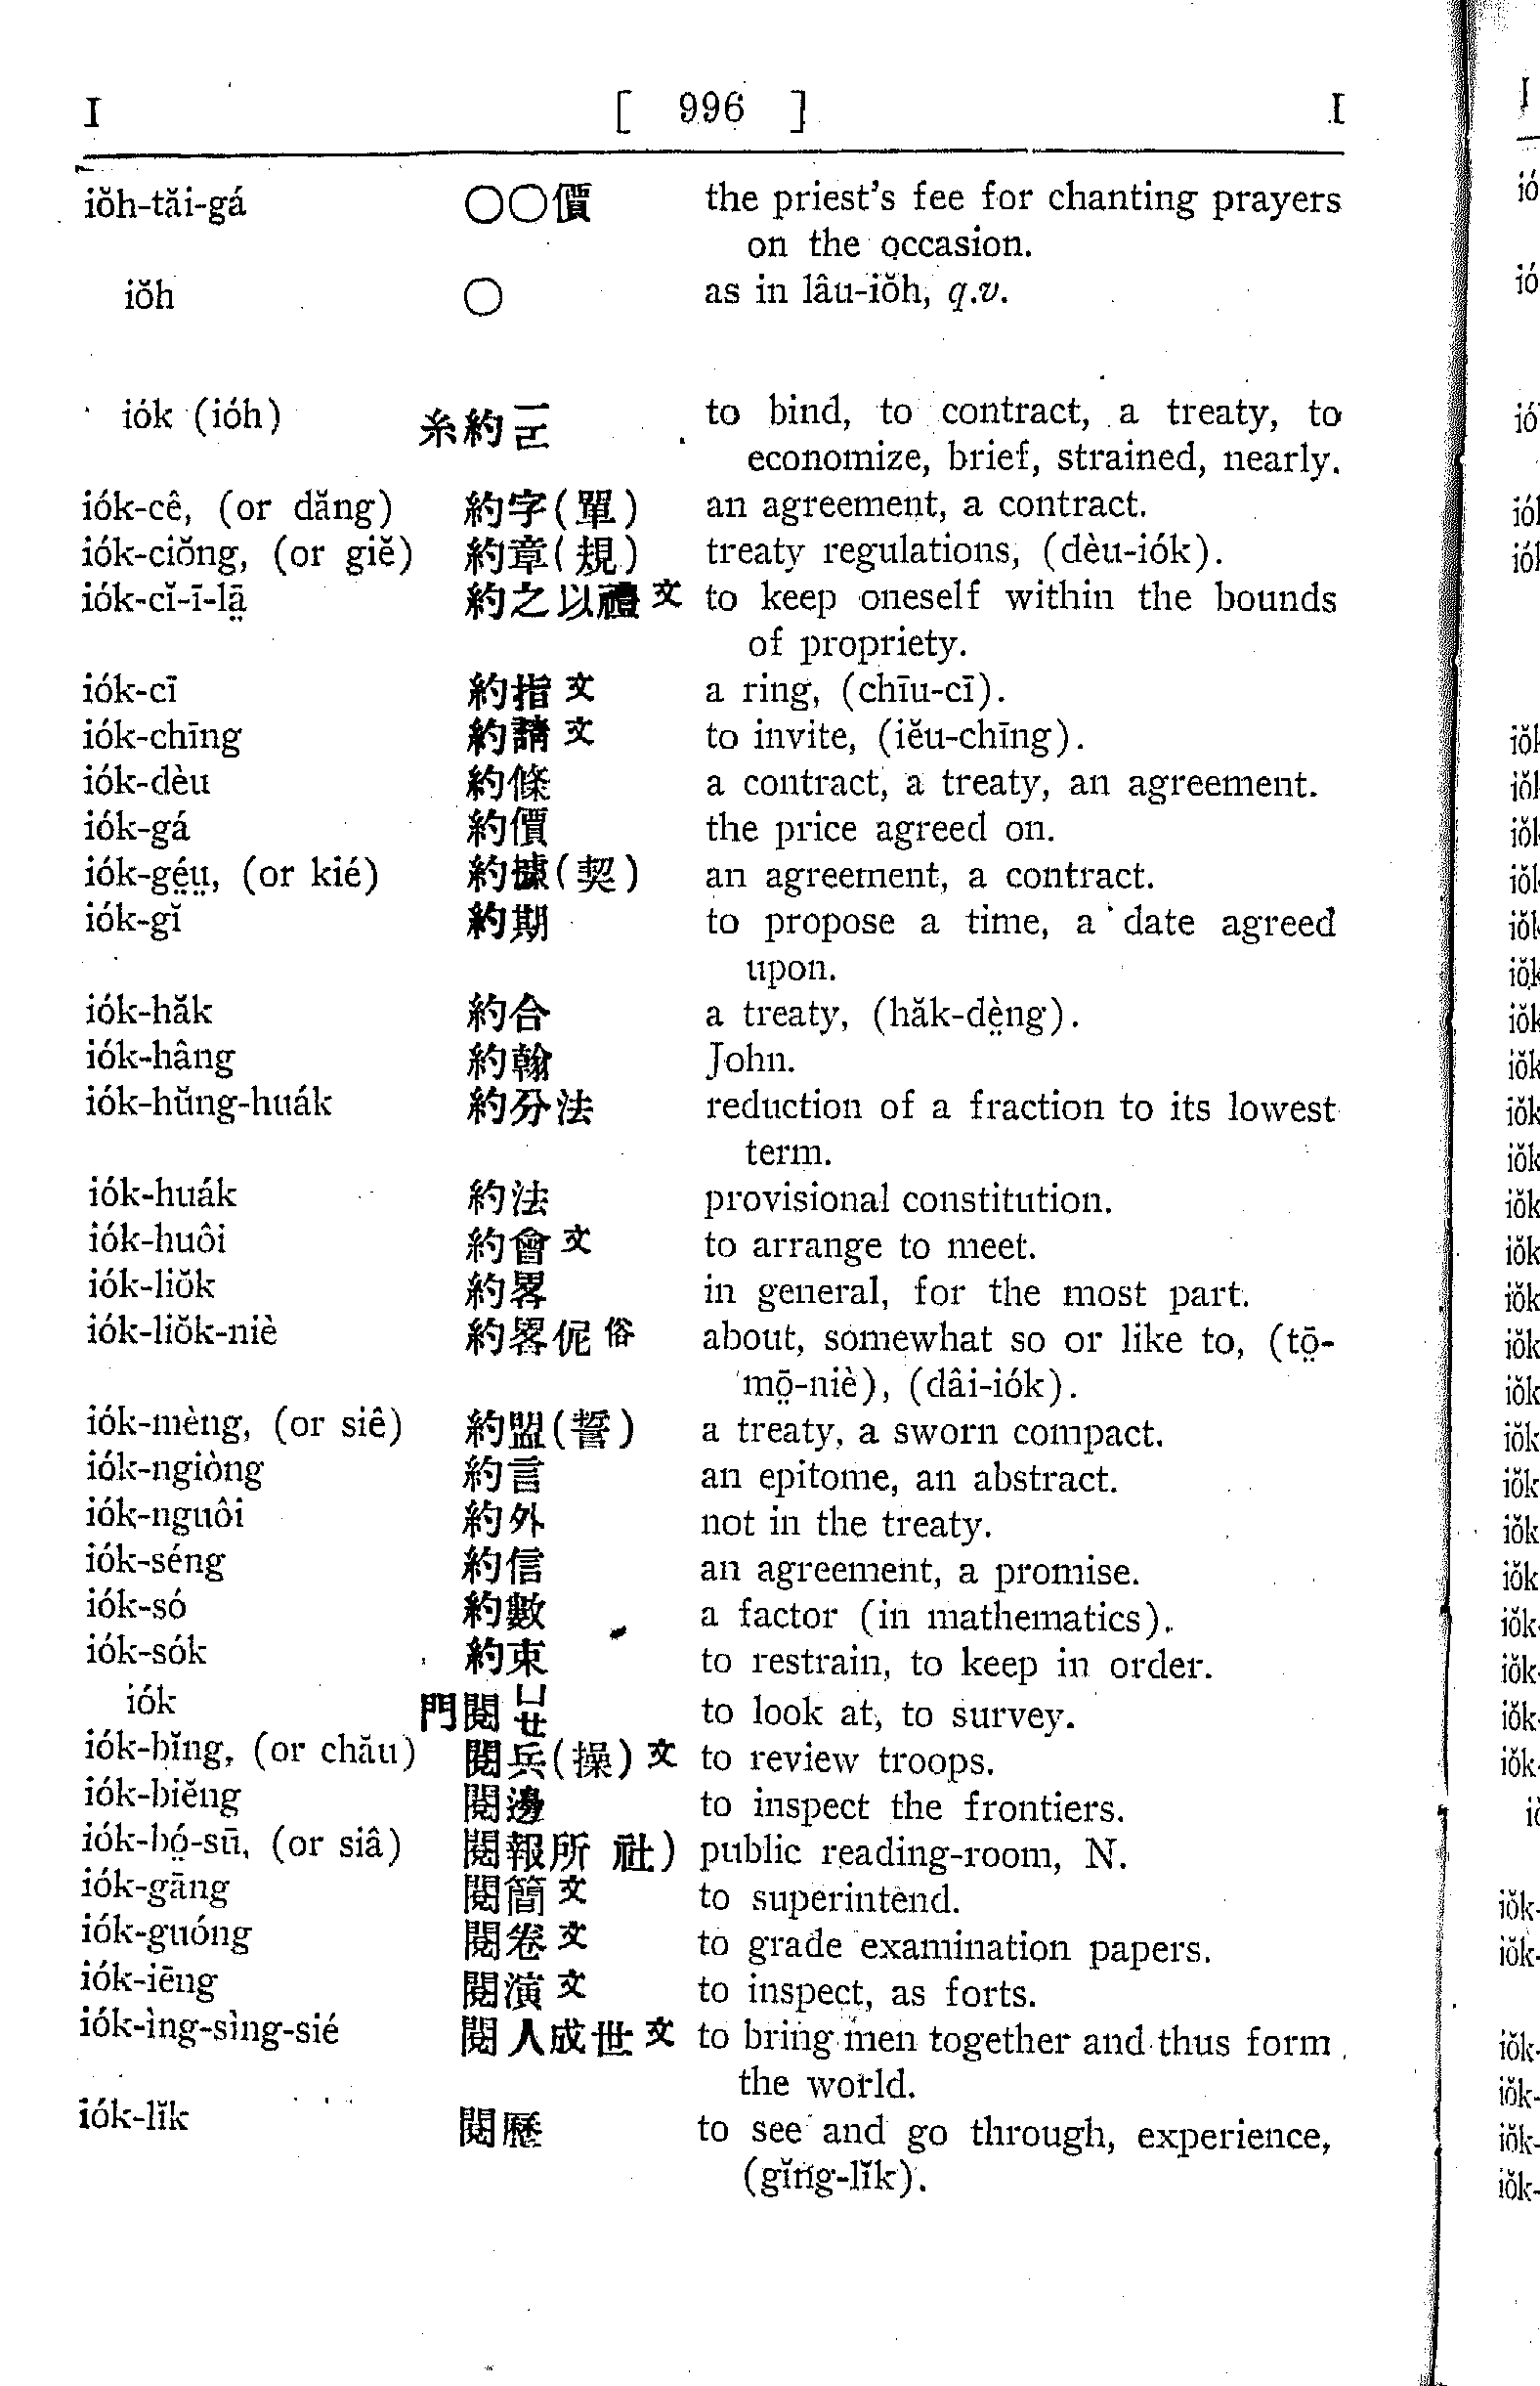 I [ 996 ] I
iŏh-tăi-gá 〇〇價 the priest's fee for chanting prayers
on the occasion.
iŏh 〇 as in lâu-iŏh, q.v.
iók (ióh) 糸約 to bind, to contract, a treaty, to
economize, brief, strained, nearly.
iók-cê, (or dăng) 約字(單) an agreement, a contract.
iók-ciŏng, (or giĕ) 約章(規) treaty regulations, (dèu-iók).
iók-cĭ-ī-lā̤ 約之以禮文 to keep oneself within the bounds
of propriety.
iók-cī 約指文 a ring, (chīu-cī).
iók-chīng 約請文 to invite, (iĕu-chīng).
iók-dèu 約條 a contract, a treaty, an agreement.
iók-gá 約價 the price agreed on.
iók-gé̤ṳ, (or kié) 約據(契) an agreement, a contract.
iók-gĭ 約期 to propose a time, a date agreed
upon.
iók-hăk 約合 a treaty, (hăk-dè̤ng).
iók-hâng 約翰 John.
iók-hŭng-huák 約分法 reduction of a fraction to its lowest
term.
iók-huák 約法 provisional constitution.
iók-huôi 約會文 to arrange to meet.
iók-liŏk 約畧 in general, for the most part.
iók-liŏk-niè 約畧伲俗 about, somewhat so or like to, (tō̤-
mō̤-niè), (dâi-iók).
iók-mèng, (or siê) 約盟(誓) a treaty, a sworn compact.
iók-ngiòng 約言 an epitome, an abstract.
iók-nguôi 約外 not in the treaty.
iók-séng 約信 an agreement, a promise.
iók-só 約數 a factor (in mathematics).
iók-sók 約束 to restrain, to keep in order.
iók 門閱 to look at, to survey.
iók-bĭng, (or chău) 閱兵(操)文 to review troops.
iók-biĕng 閱邊 to inspect the frontiers.
iók-bó̤-sū, (or siâ) 閱報所 社) public reading-room, N.
iók-gāng 閱簡文 to superintend.
iók-guóng 閱卷文 to grade examination papers.
iók-iēng 閱演文 to inspect, as forts.
iók-ìng-sìng-sié 閱人成世文 to bring men together and thus form
the world.
iók-lĭk 閱歷 to see and go through, experience,
(gĭng-lĭk).